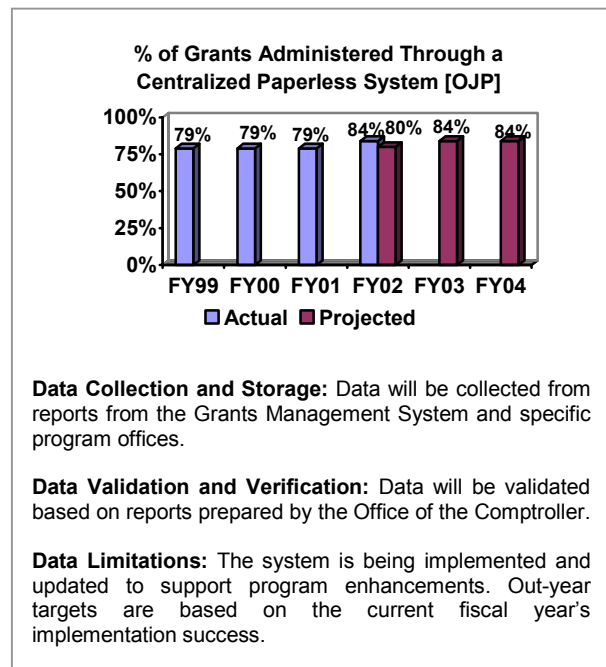 % of Grants Administered Through a
Centralized Paperless System [OJP]
100%
75%
50%
25%
0%
79%
79%
79%
84%
80%
84%
84%
FY99 FY00 FY01 FY02 FY03 FY04
Actual Projected
Data Collection and Storage: Data will be collected from
reports from the Grants Management System and specific
program offices.
Data Validation and Verification: Data will be validated
based on reports prepared by the Office of the Comptroller.
Data Limitations: The system is being implemented and
updated to support program enhancements. Out-year
targets are based on the current fiscal year's
implementation success.